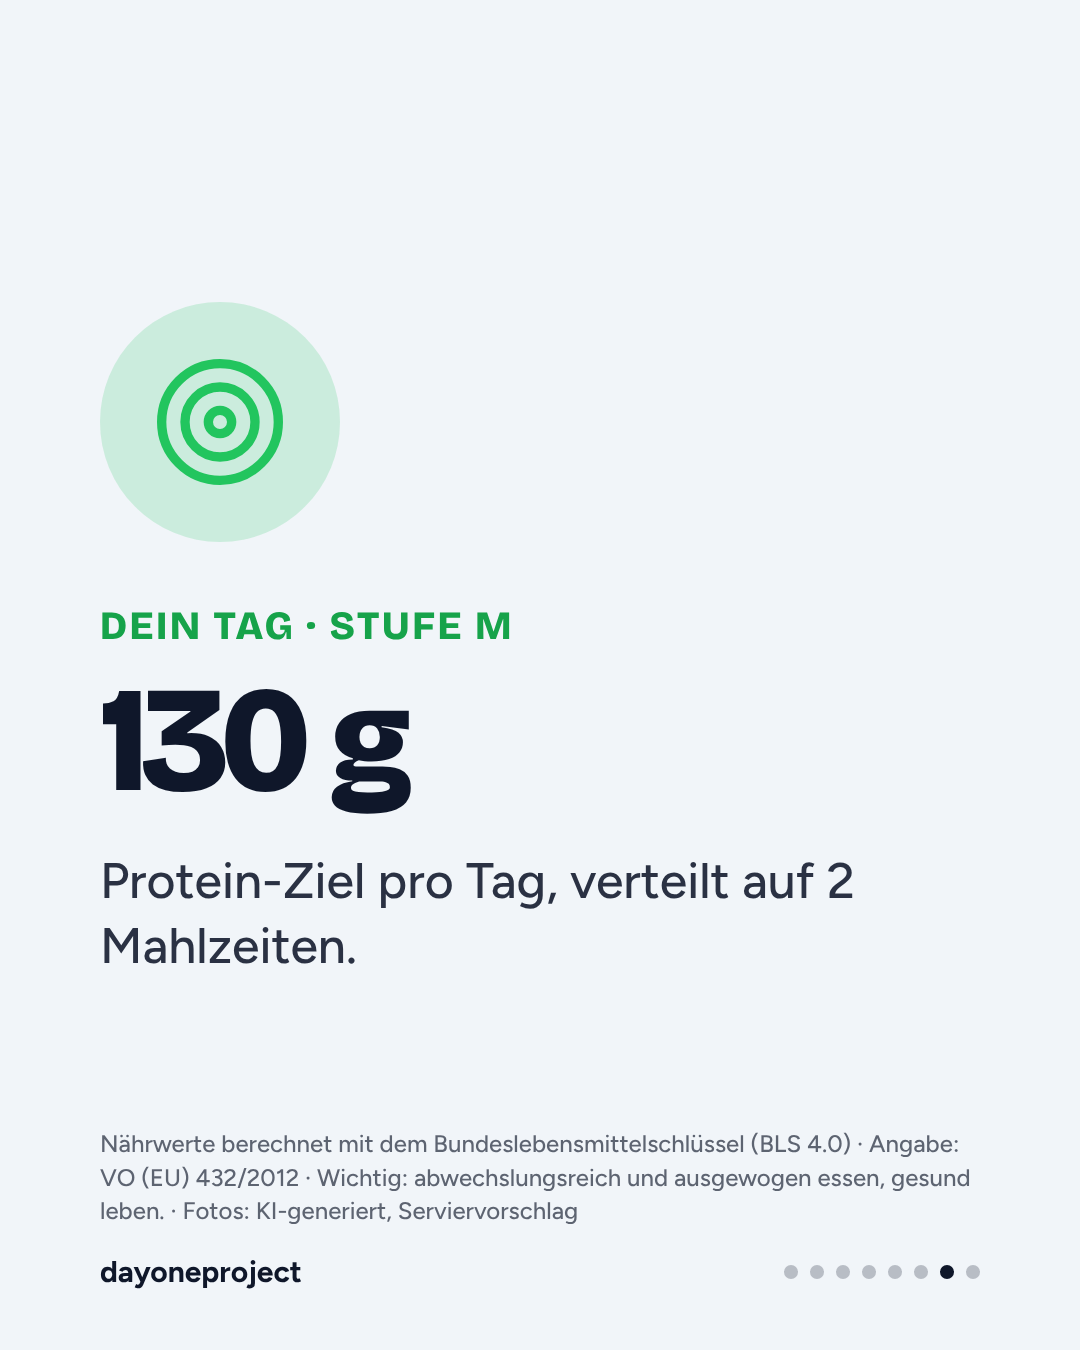 DEIN TAG · STUFE M
130 g
Protein-Ziel pro Tag, verteilt auf 2
Mahlzeiten.
Nährwerte berechnet mit dem Bundeslebensmittelschlüssel (BLS 4.0) · Angabe:
VO (EU) 432/2012 · Wichtig: abwechslungsreich und ausgewogen essen, gesund
leben. · Fotos: KI-generiert, Serviervorschlag
dayoneproject